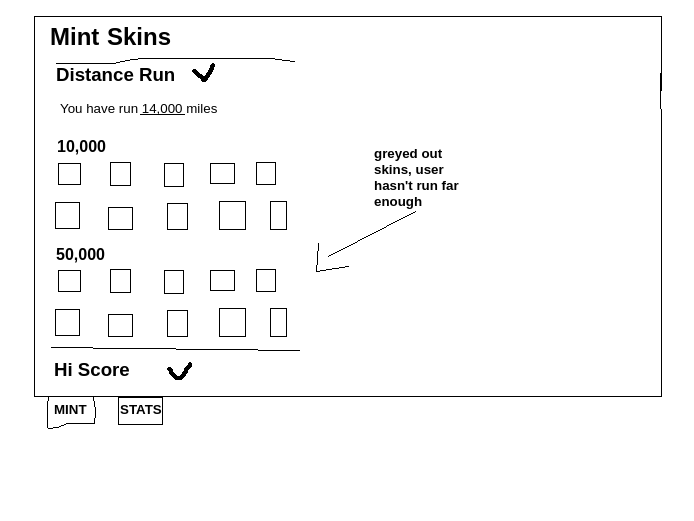 Mint Skins
Distance Run
You have run 14,000 miles
10,000
greyed out
skins, user
hasn't run far
enough
50,000
Hi Score
MINT
STATS